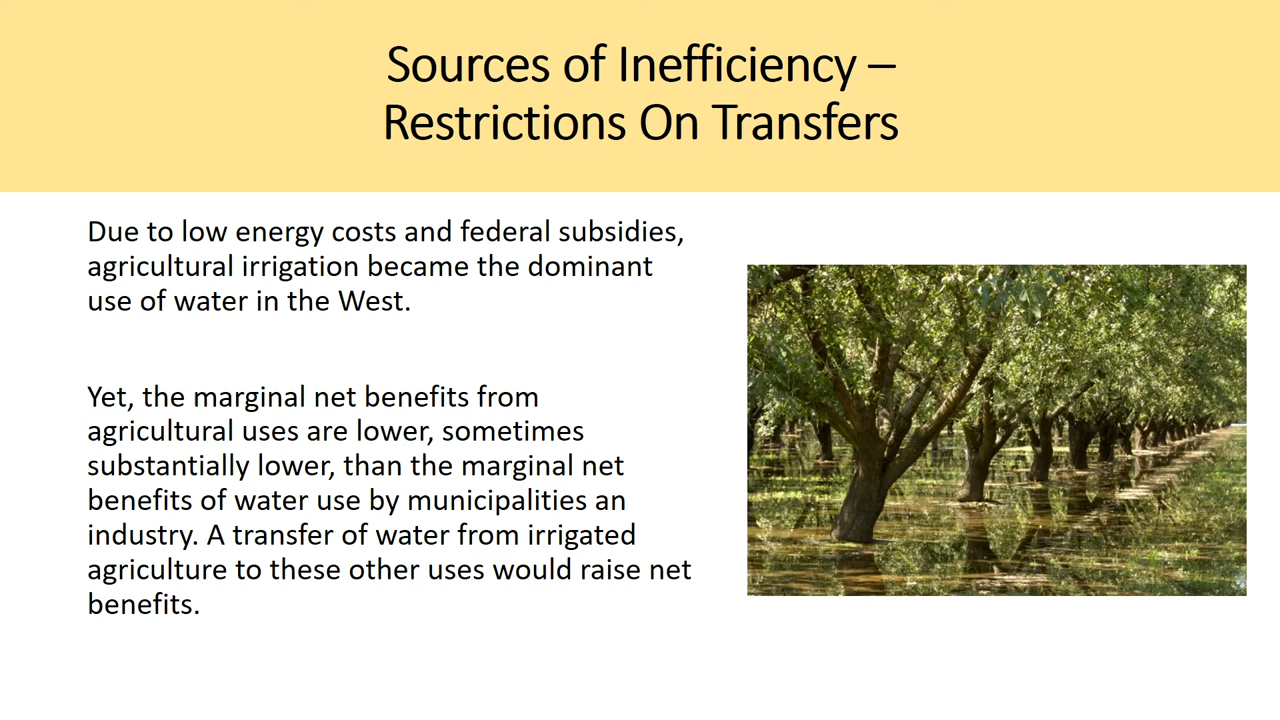 Sources of Inefficiency –
Restrictions On Transfers
Due to low energy costs and federal subsidies,
agricultural irrigation became the dominant
use of water in the West.
Yet, the marginal net benefits from
agricultural uses are lower, sometimes
substantially lower, than the marginal net
benefits of water use by municipalities an
industry. A transfer of water from irrigated
agriculture to these other uses would raise net
benefits.